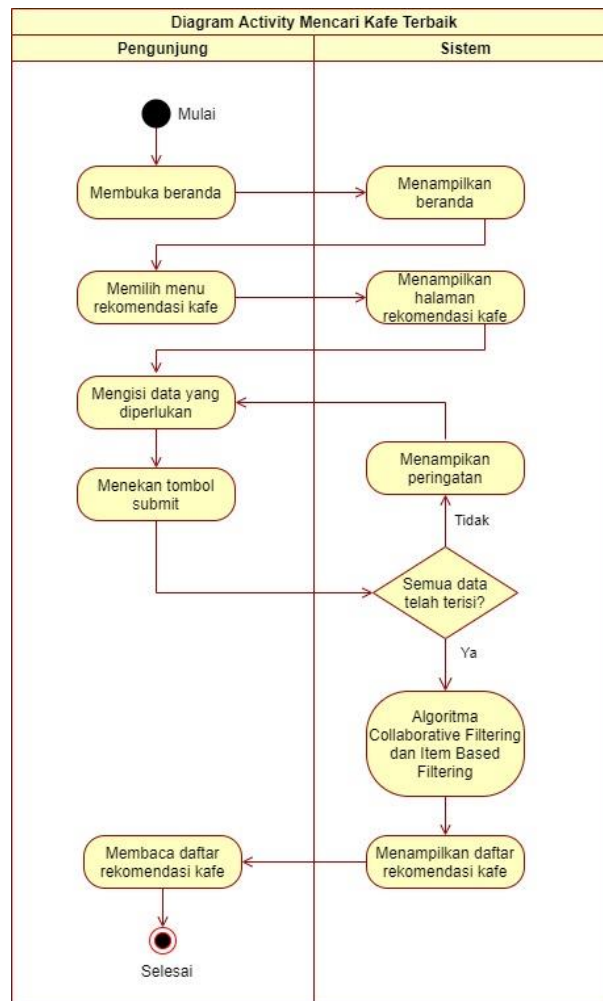 Diagram Activity Mencari Kafe Terbaik
Pengunjung
Sistem
Mulai
Membuka beranda
Menampilkan
beranda
Memilih menu
rekomendasi kafe
Menampilkan
halaman
rekomendasi kafe
Mengisi data yang
diperlukan
Menampikan
peringatan
Menekan tombol
submit
Tidak
Semua data
telah terisi?
Ya
Algoritma
Collaborative Filtering
dan Item Based
Filtering
Membaca daftar
rekomendasi kafe
Menampilkan daftar
rekomendasi kafe
Selesai